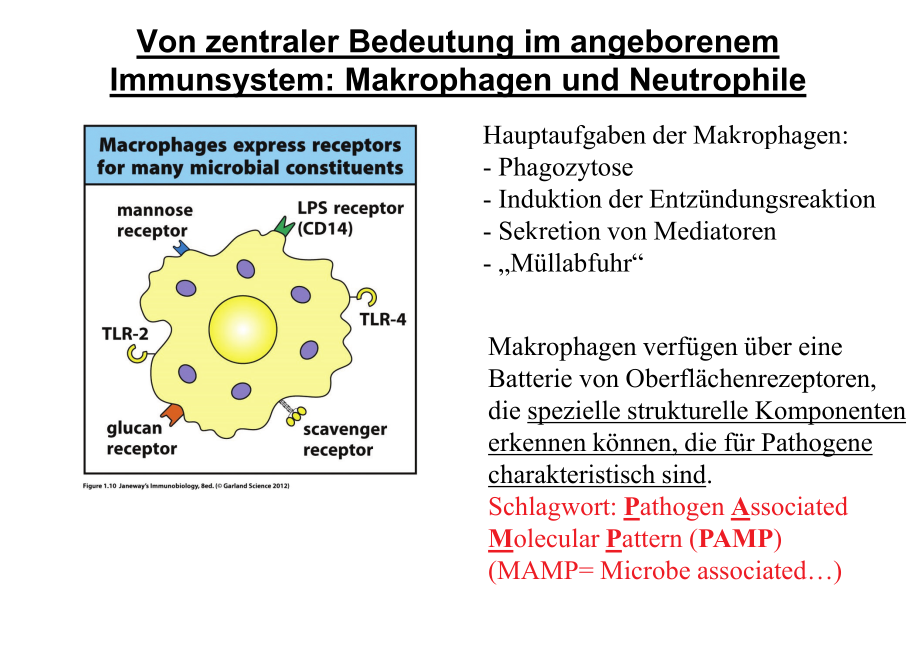 Von zentraler Bedeutung im angeborenem
Immunsystem: Makrophagen und Neutrophile
Macrophages express receptors
for many microbial constituents
mannose
receptor
LPS receptor
(CD14)
TLR-2
TLR-4
glucan
receptor
scavenger
receptor
Figure 1.10 Janeway's Immunobiology, 8ed. (© Garland Science 2012)
Hauptaufgaben der Makrophagen:
- Phagozytose
- Induktion der Entzündungsreaktion
- Sekretion von Mediatoren
- „Müllabfuhr“
Makrophagen verfügen über eine
Batterie von Oberflächenrezeptoren,
die spezielle strukturelle Komponenten
erkennen können, die für Pathogene
charakteristisch sind.
Schlagwort: Pathogen Associated
Molecular Pattern (PAMP)
(MAMP= Microbe associated…)